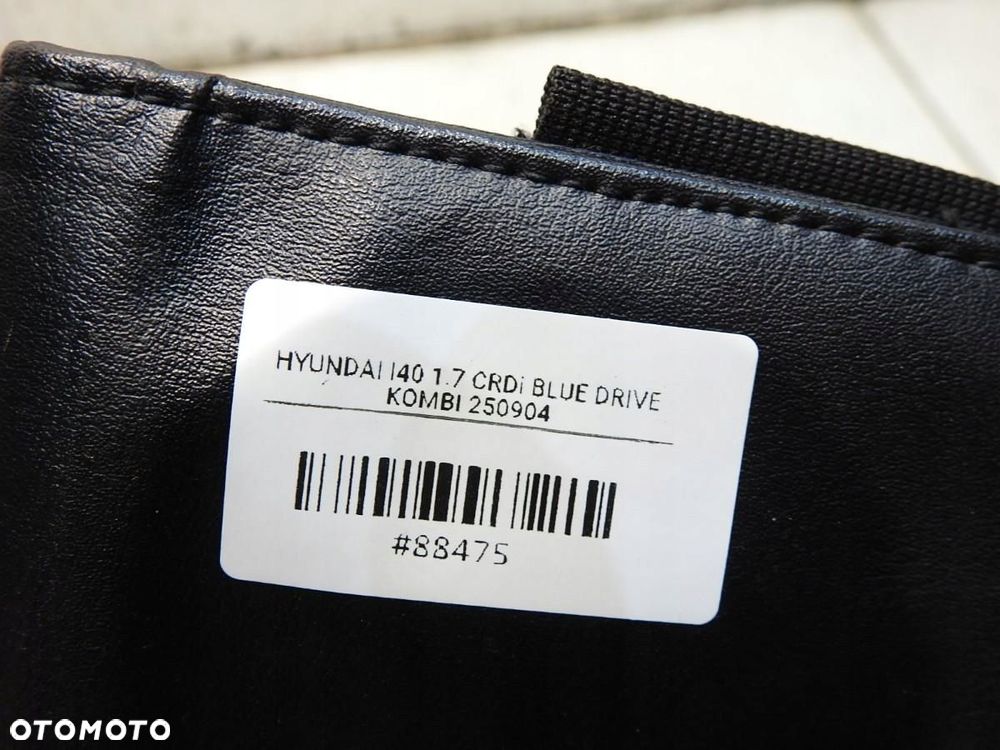 HYUNDAI I40 1.7 CRDi BLUE DRIVE
KOMBI 250904
#88475
OTOMOTO